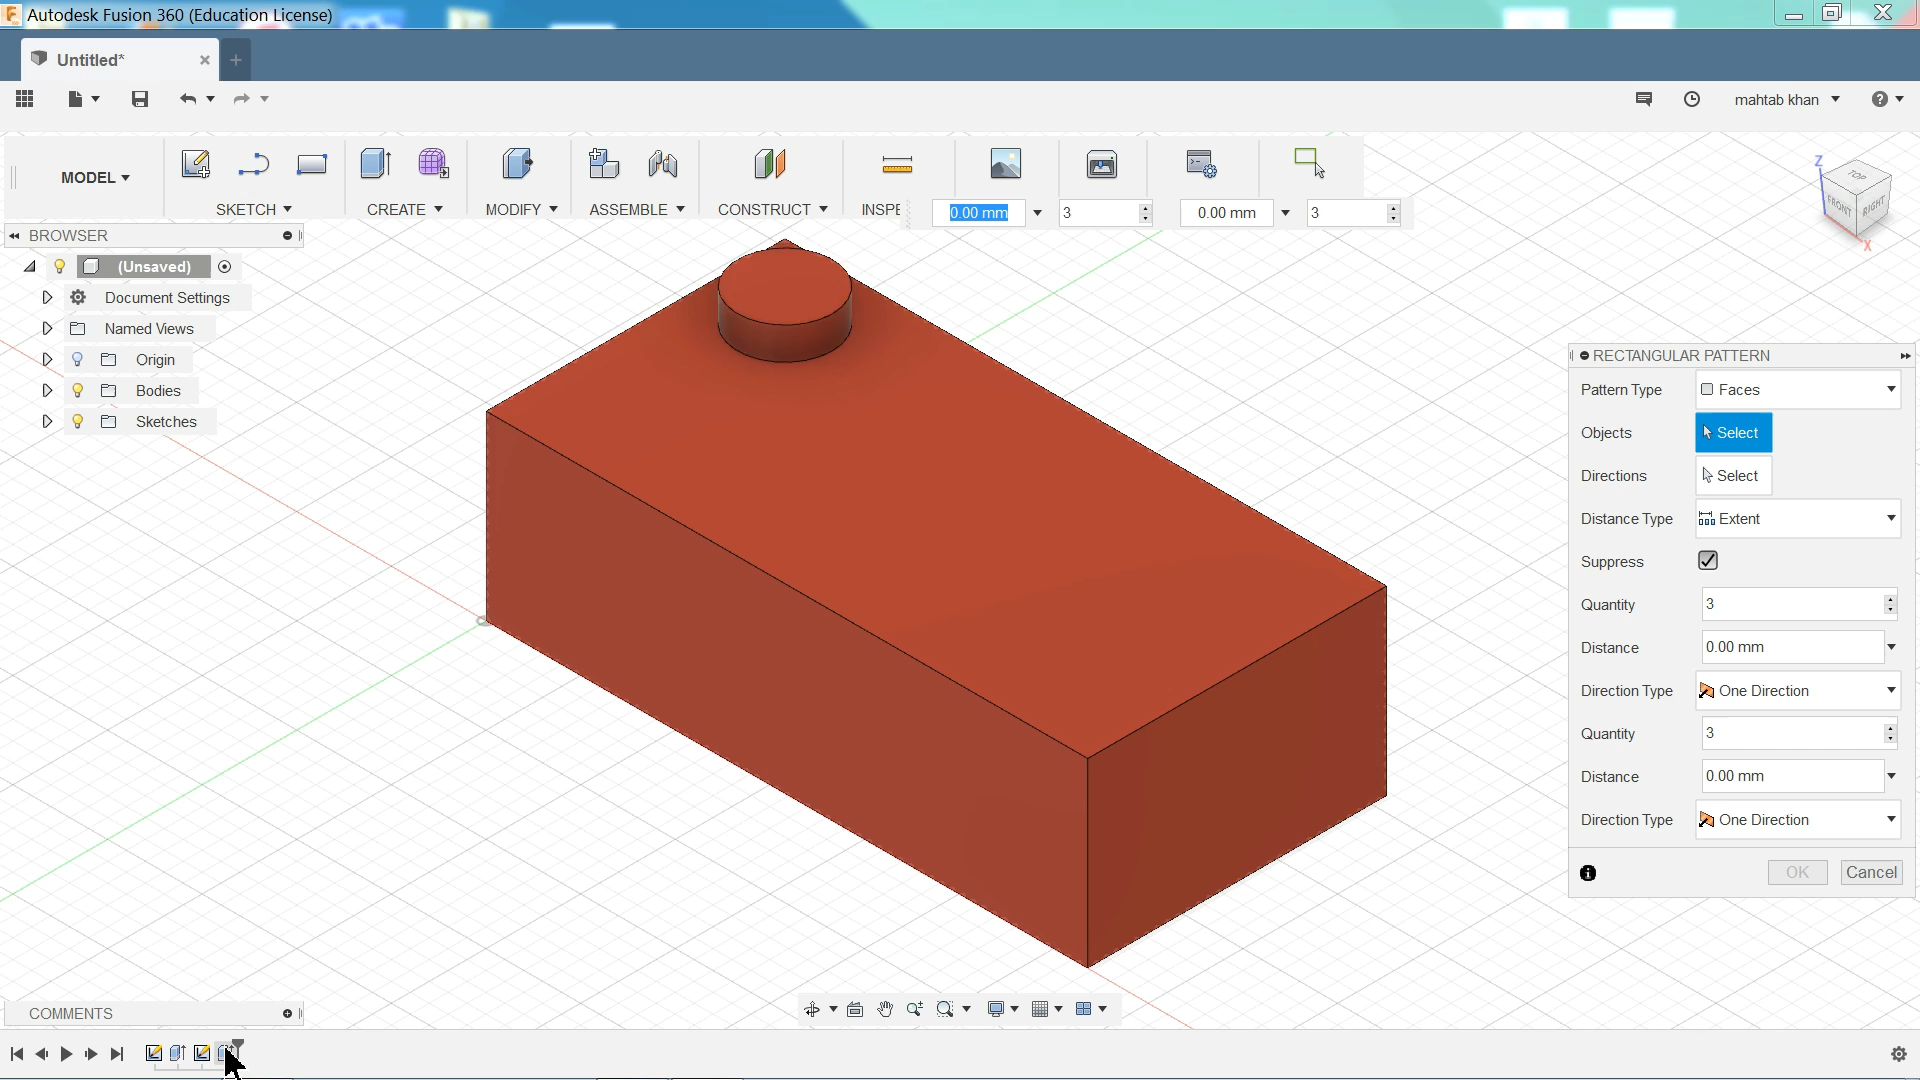 Autodesk Fusion 360 (Education License)
Untitled*
mahtab khan
MODEL
SKETCH
CREATE
MODIFY
ASSEMBLE
CONSTRUCT
INSPE
0.00 mm
3
0.00 mm
3
BROWSER
(Unsaved)
Document Settings
Named Views
Origin
Bodies
Sketches
Z
TOP
FRONT
RIGHT
X
RECTANGULAR PATTERN
Pattern Type Faces
Objects Select
Directions Select
Distance Type Extent
Suppress
Quantity 3
Distance 0.00 mm
Direction Type One Direction
Quantity 3
Distance 0.00 mm
Direction Type One Direction
OK Cancel
COMMENTS